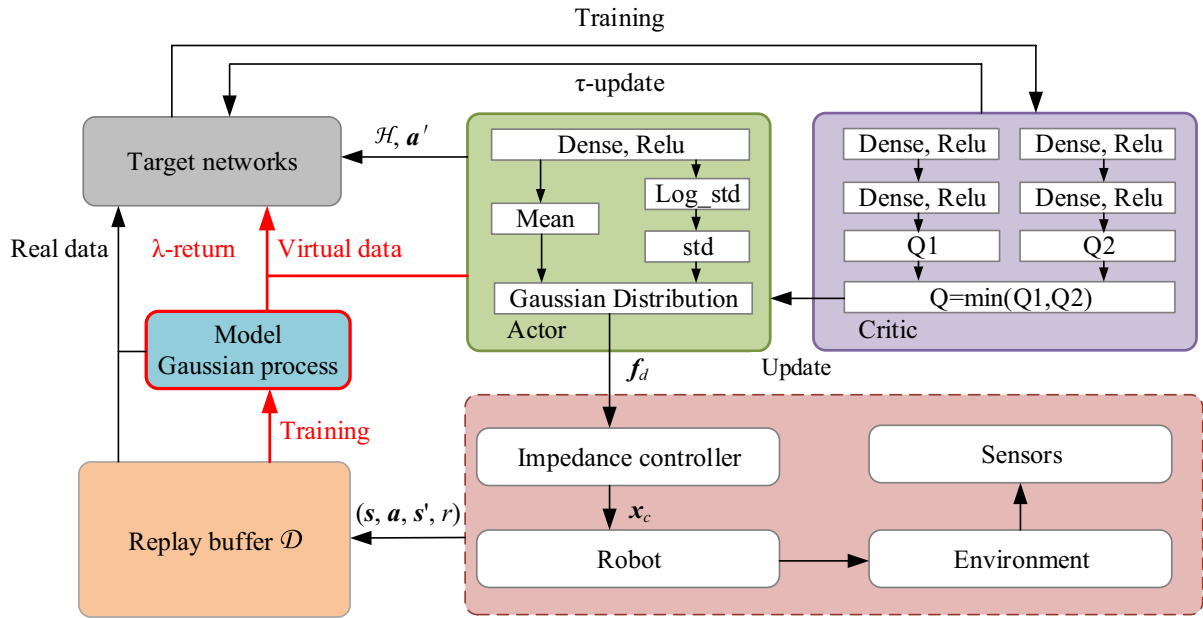 Training
τ-update
Target networks
ℋ, a′
Dense, Relu
Mean
Log_std
std
Gaussian Distribution
Actor
Dense, Relu
Dense, Relu
Dense, Relu
Dense, Relu
Q1
Q2
Q=min(Q1,Q2)
Critic
Update
Real data
λ-return
Virtual data
Model
Gaussian process
Training
Replay buffer 𝒟
(s, a, s', r)
f_d
Impedance controller
x_c
Robot
Sensors
Environment